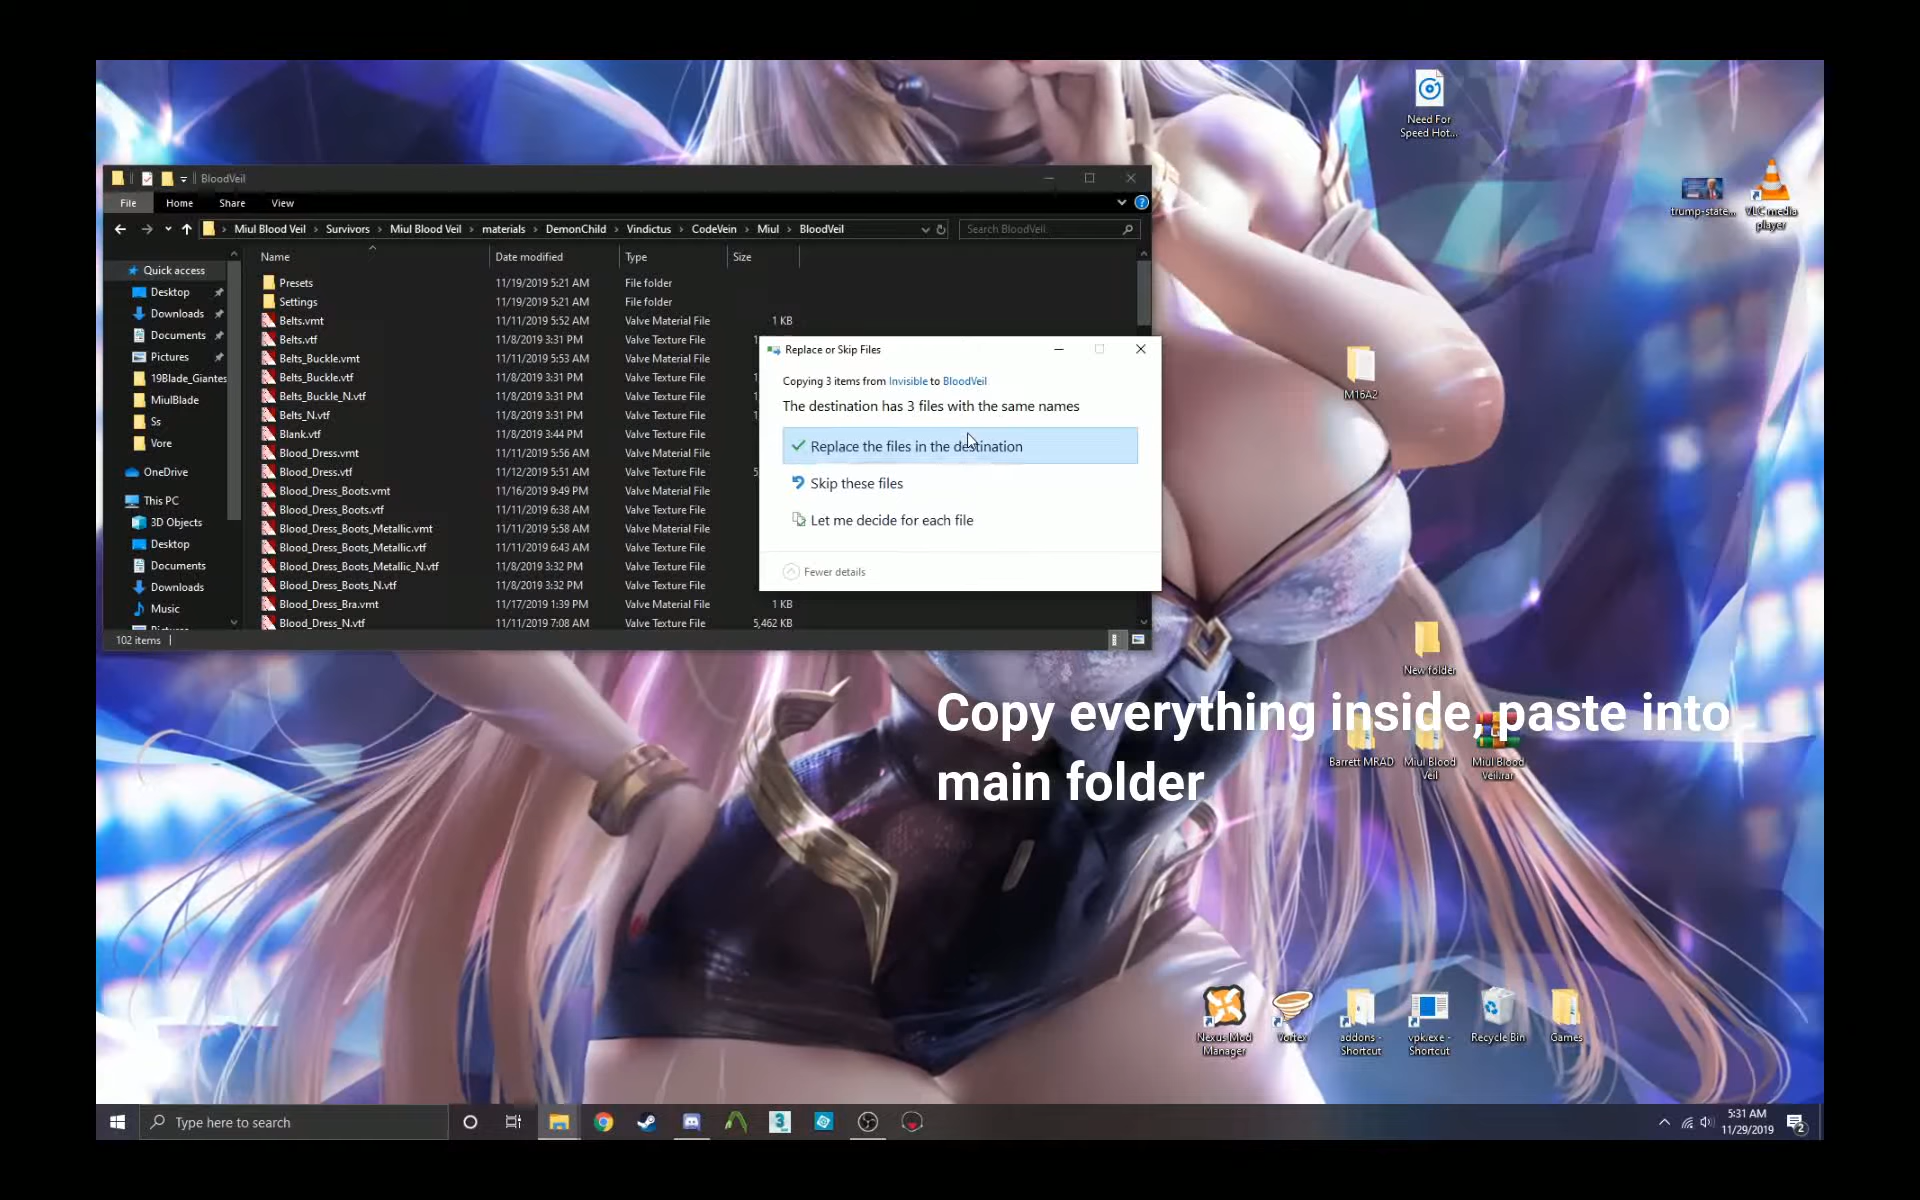 Need For
Speed Hot...
trump-state...
VLC media
player
BloodVeil
File
Home
Share
View
Miul Blood Veil
Survivors
Miul Blood Veil
materials
DemonChild
Vindictus
CodeVein
Miul
BloodVeil
Search BloodVeil
Name
Date modified
Type
Size
Quick access
Desktop
Downloads
Documents
Pictures
19Blade_Giantes
MiulBlade
Ss
Vore
OneDrive
This PC
3D Objects
Desktop
Documents
Downloads
Music
Presets 11/19/2019 5:21 AM File folder
Settings 11/19/2019 5:21 AM File folder
Belts.vmt 11/11/2019 5:52 AM Valve Material File 1 KB
Belts.vtf 11/8/2019 3:31 PM Valve Texture File 1
Belts_Buckle.vmt 11/11/2019 5:53 AM Valve Material File
Belts_Buckle.vtf 11/8/2019 3:31 PM Valve Texture File 1
Belts_Buckle_N.vtf 11/8/2019 3:31 PM Valve Texture File 1
Belts_N.vtf 11/8/2019 3:31 PM Valve Texture File 1
Blank.vtf 11/8/2019 3:44 PM Valve Texture File
Blood_Dress.vmt 11/11/2019 5:56 AM Valve Material File
Blood_Dress.vtf 11/12/2019 5:51 AM Valve Texture File 5
Blood_Dress_Boots.vmt 11/16/2019 9:49 PM Valve Material File
Blood_Dress_Boots.vtf 11/11/2019 6:38 AM Valve Texture File 5
Blood_Dress_Boots_Metallic.vmt 11/11/2019 5:58 AM Valve Material File
Blood_Dress_Boots_Metallic.vtf 11/11/2019 6:43 AM Valve Texture File
Blood_Dress_Boots_Metallic_N.vtf 11/8/2019 3:32 PM Valve Texture File
Blood_Dress_Boots_N.vtf 11/8/2019 3:32 PM Valve Texture File
Blood_Dress_Bra.vmt 11/17/2019 1:39 PM Valve Material File 1 KB
Blood_Dress_N.vtf 11/11/2019 7:08 AM Valve Texture File 5,462 KB
102 items
Replace or Skip Files
Copying 3 items from Invisible to BloodVeil
The destination has 3 files with the same names
Replace the files in the destination
Skip these files
Let me decide for each file
Fewer details
M16A2
New folder
Copy everything inside, paste into
main folder
Barrett MRAD
Miul Blood
Veil
Miul Blood
Veil.rar
Nexus Mod
Manager
Vortex
addons -
Shortcut
vpk.exe -
Shortcut
Recycle Bin
Games
Type here to search
3
5:31 AM
11/29/2019
2